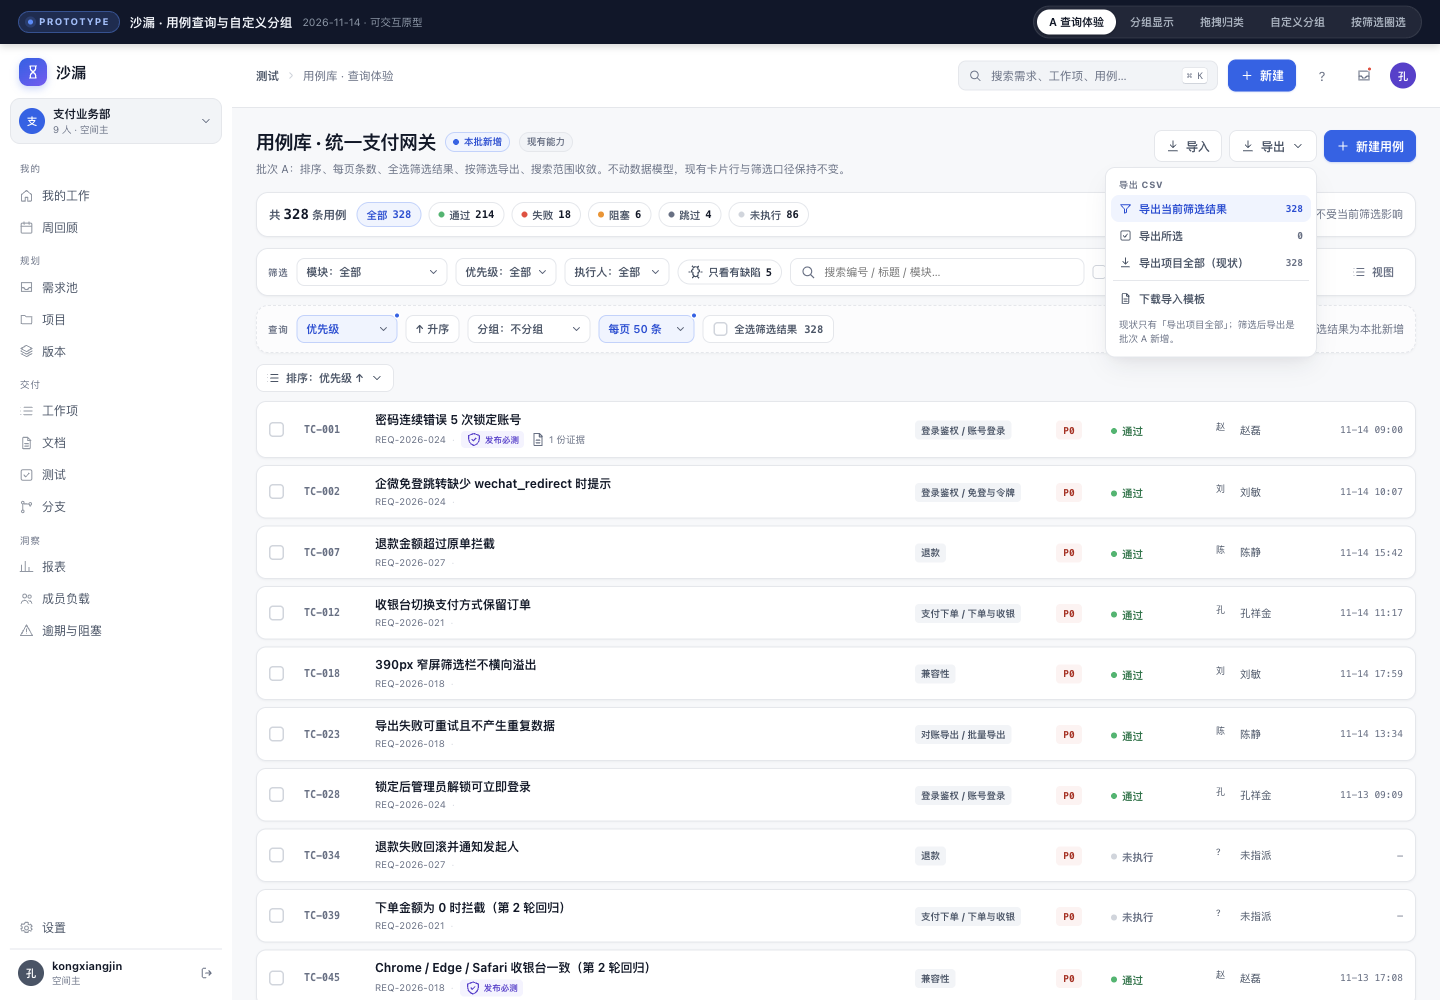 PROTOTYPE 沙漏 · 用例查询与自定义分组 2026-11-14 · 可交互原型 A 查询体验 分组显示 拖拽归类 自定义分组 按筛选圈选
沙漏
支 支付业务部
9 人 · 空间主
我的
我的工作
周回顾
规划
需求池
项目
版本
交付
工作项
文档
测试
分支
洞察
报表
成员负载
逾期与阻塞
设置
孔 kongxiangjin
空间主
测试 用例库 · 查询体验 搜索需求、工作项、用例... ⌘ K 新建 ? 孔
用例库 · 统一支付网关 本批新增 现有能力 导入 导出 新建用例
批次 A：排序、每页条数、全选筛选结果、按筛选导出、搜索范围收敛。不动数据模型，现有卡片行与筛选口径保持不变。
导出 CSV
导出当前筛选结果 328
导出所选 0
导出项目全部（现状） 328
下载导入模板
现状只有「导出项目全部」；筛选后导出是
批次 A 新增。
共 328 条用例 全部 328 通过 214 失败 18 阻塞 6 跳过 4 未执行 86 不受当前筛选影响
筛选 模块：全部 优先级：全部 执行人：全部 只看有缺陷 5 搜索编号 / 标题 / 模块... 视图
查询 优先级 ↑ 升序 分组：不分组 每页 50 条 全选筛选结果 328 选结果为本批新增
排序：优先级 ↑
TC-001 密码连续错误 5 次锁定账号 登录鉴权 / 账号登录 P0 通过 赵 赵磊 11-14 09:00
REQ-2026-024 · 发布必测 1 份证据
TC-002 企微免登跳转缺少 wechat_redirect 时提示 登录鉴权 / 免登与令牌 P0 通过 刘 刘敏 11-14 10:07
REQ-2026-024 ·
TC-007 退款金额超过原单拦截 退款 P0 通过 陈 陈静 11-14 15:42
REQ-2026-027 ·
TC-012 收银台切换支付方式保留订单 支付下单 / 下单与收银 P0 通过 孔 孔祥金 11-14 11:17
REQ-2026-021 ·
TC-018 390px 窄屏筛选栏不横向溢出 兼容性 P0 通过 刘 刘敏 11-14 17:59
REQ-2026-018 ·
TC-023 导出失败可重试且不产生重复数据 对账导出 / 批量导出 P0 通过 陈 陈静 11-14 13:34
REQ-2026-018 ·
TC-028 锁定后管理员解锁可立即登录 登录鉴权 / 账号登录 P0 通过 孔 孔祥金 11-13 09:09
REQ-2026-024 ·
TC-034 退款失败回滚并通知发起人 退款 P0 未执行 ? 未指派 —
REQ-2026-027 ·
TC-039 下单金额为 0 时拦截（第 2 轮回归） 支付下单 / 下单与收银 P0 未执行 ? 未指派 —
REQ-2026-021 ·
TC-045 Chrome / Edge / Safari 收银台一致（第 2 轮回归） 兼容性 P0 通过 赵 赵磊 11-13 17:08
REQ-2026-018 · 发布必测